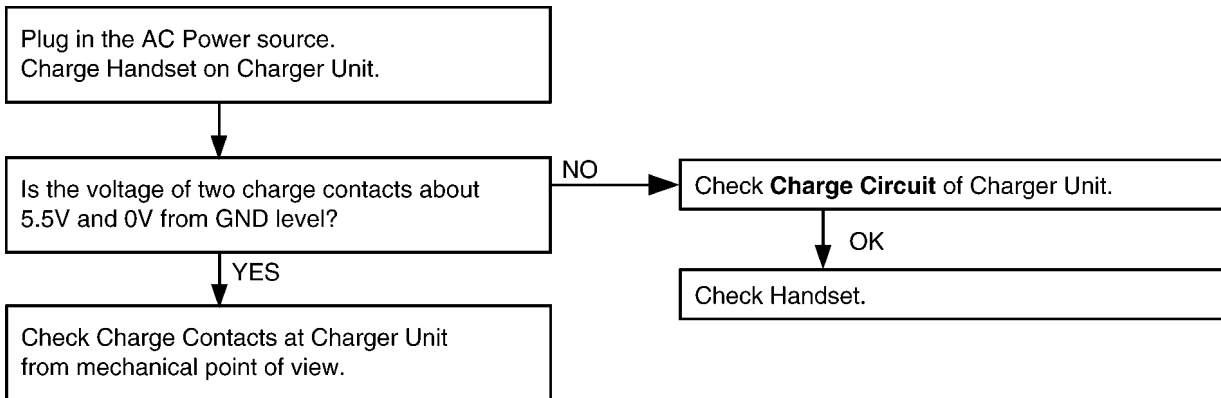 Plug in the AC Power source.
Charge Handset on Charger Unit.
Is the voltage of two charge contacts about
5.5V and 0V from GND level?
NO
Check Charge Circuit of Charger Unit.
OK
Check Handset.
YES
Check Charge Contacts at Charger Unit
from mechanical point of view.